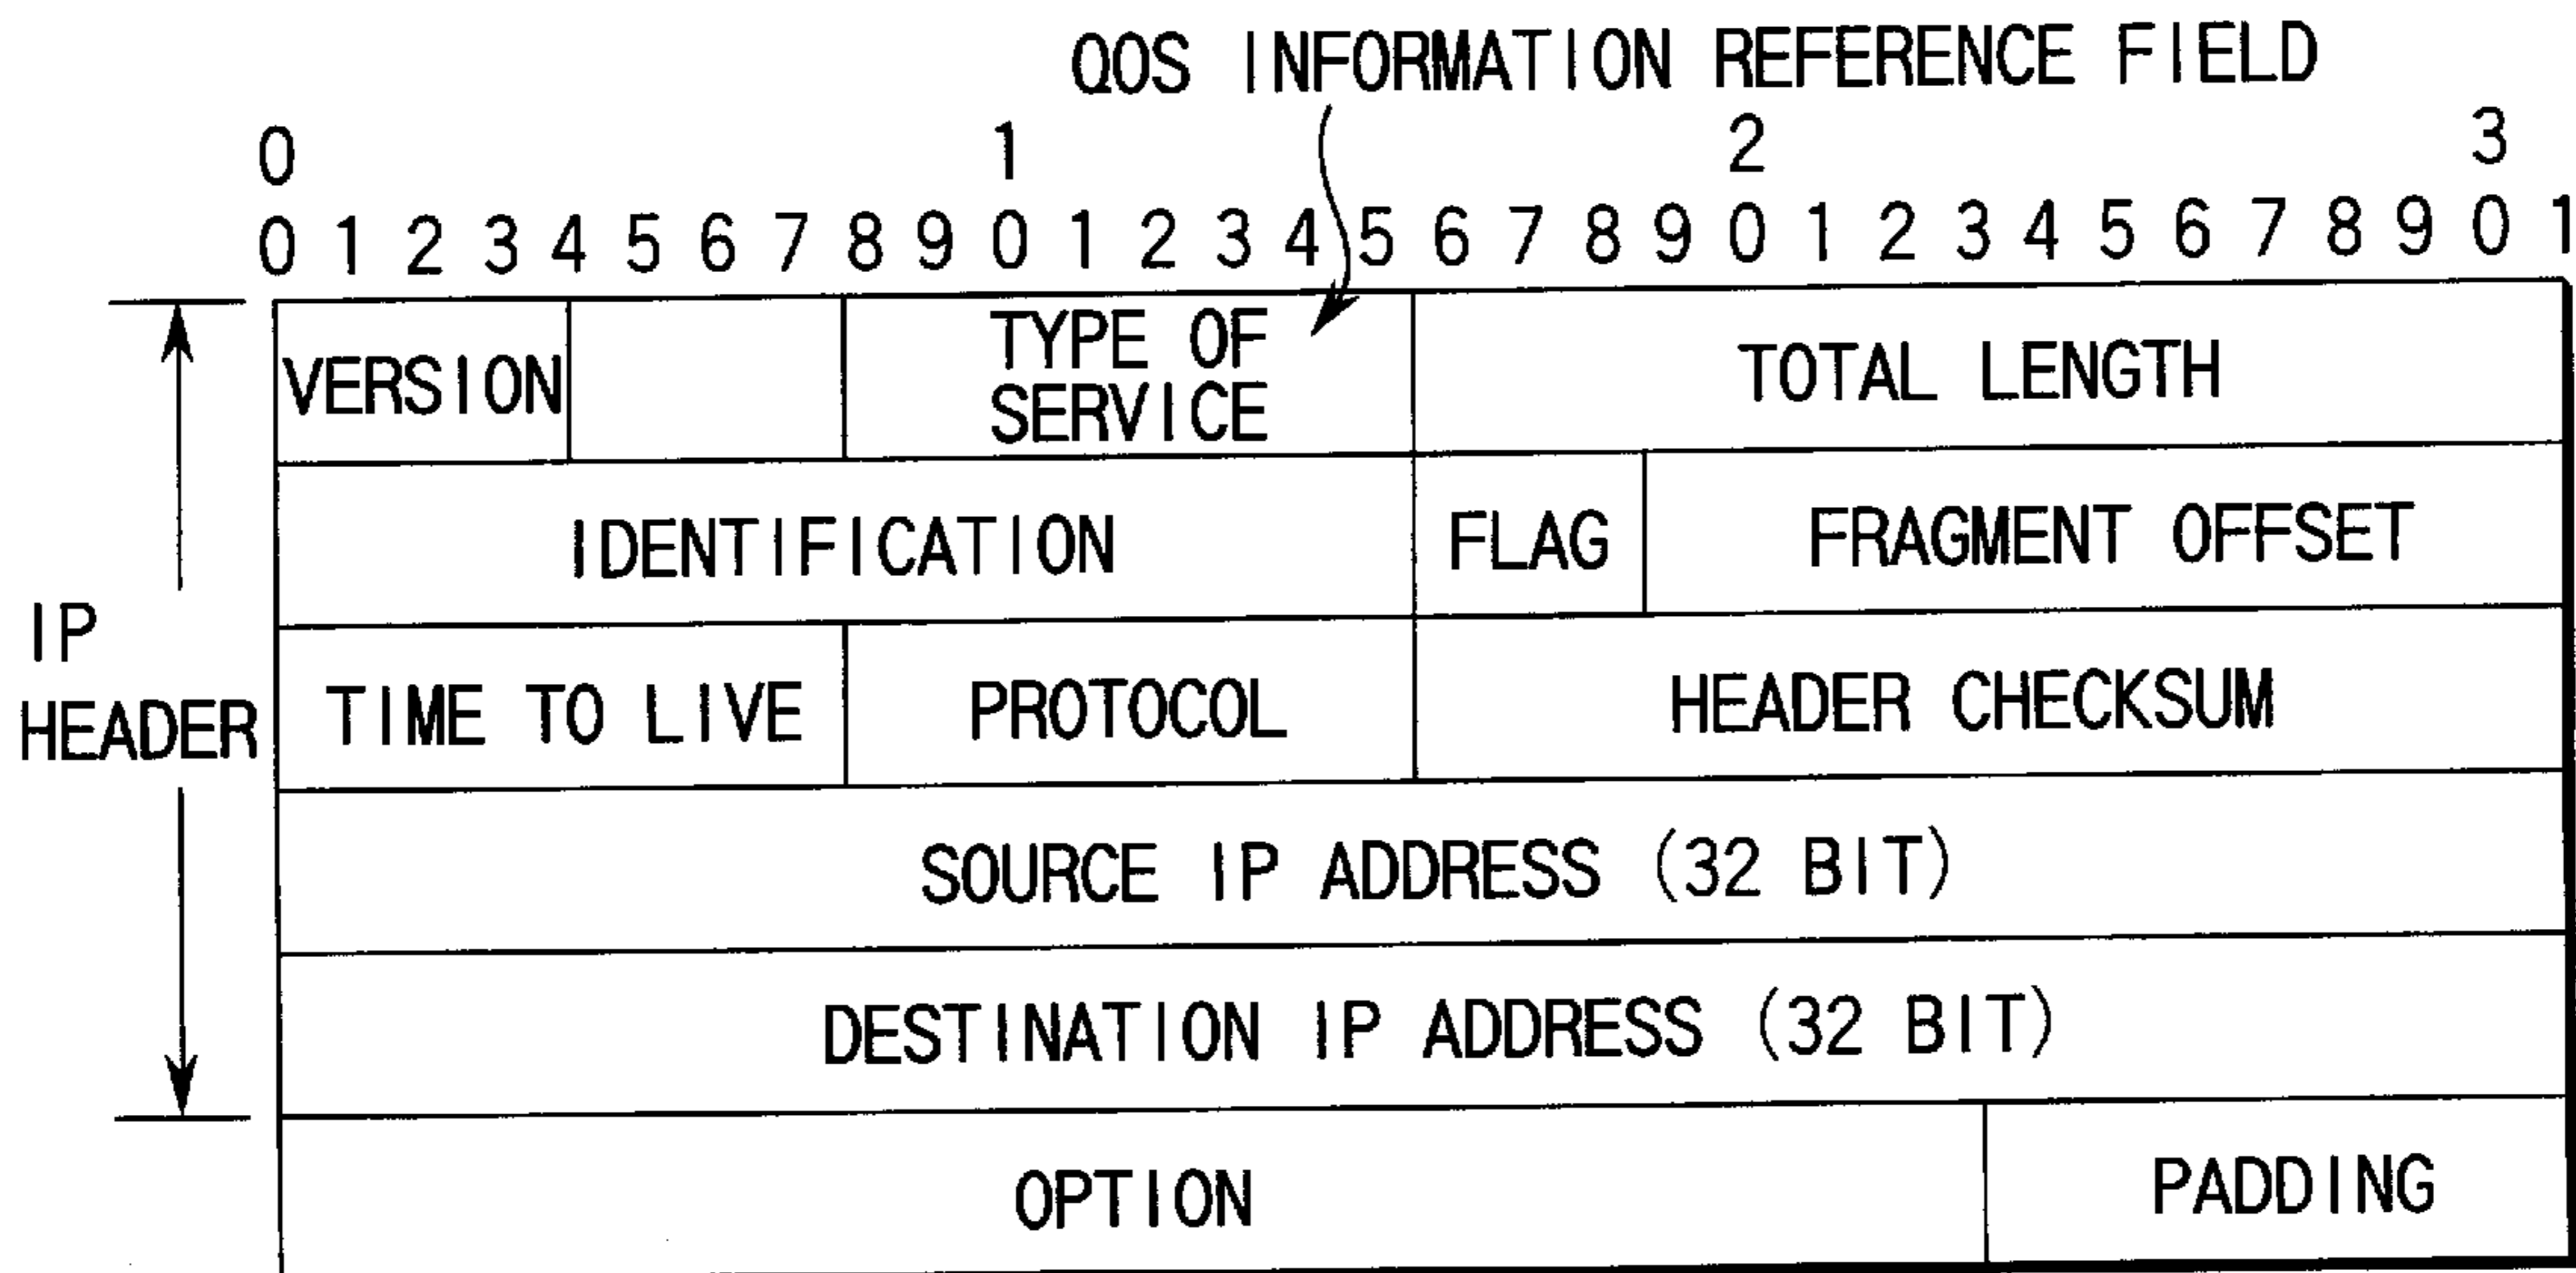 QOS INFORMATION REFERENCE FIELD
0 1 2 3
0 1 2 3 4 5 6 7 8 9 0 1 2 3 4 5 6 7 8 9 0 1 2 3 4 5 6 7 8 9 0 1
VERSION
TYPE OF
SERVICE
TOTAL LENGTH
IDENTIFICATION
FLAG
FRAGMENT OFFSET
IP
HEADER
TIME TO LIVE
PROTOCOL
HEADER CHECKSUM
SOURCE IP ADDRESS (32 BIT)
DESTINATION IP ADDRESS (32 BIT)
OPTION
PADDING